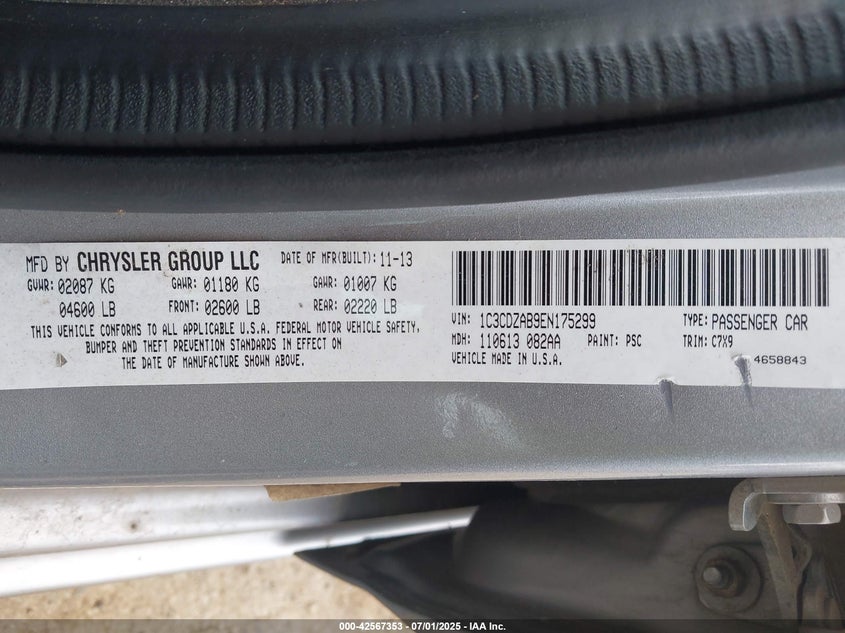 MFD BY CHRYSLER GROUP LLC DATE OF MFR(BUILT): 11-13
GVWR: 02087 KG GAWR: 01180 KG GAWR: 01007 KG
04600 LB FRONT: 02600 LB REAR: 02220 LB
THIS VEHICLE CONFORMS TO ALL APPLICABLE U.S.A. FEDERAL MOTOR VEHICLE SAFETY,
BUMPER AND THEFT PREVENTION STANDARDS IN EFFECT ON
THE DATE OF MANUFACTURE SHOWN ABOVE.
VIN: 1C3CDZAB9EN175299 TYPE: PASSENGER CAR
MDH: 110613 082AA PAINT: PSC TRIM: C7X9
VEHICLE MADE IN U.S.A. 4658843
000-42567353 - 07/01/2025 - IAA Inc.